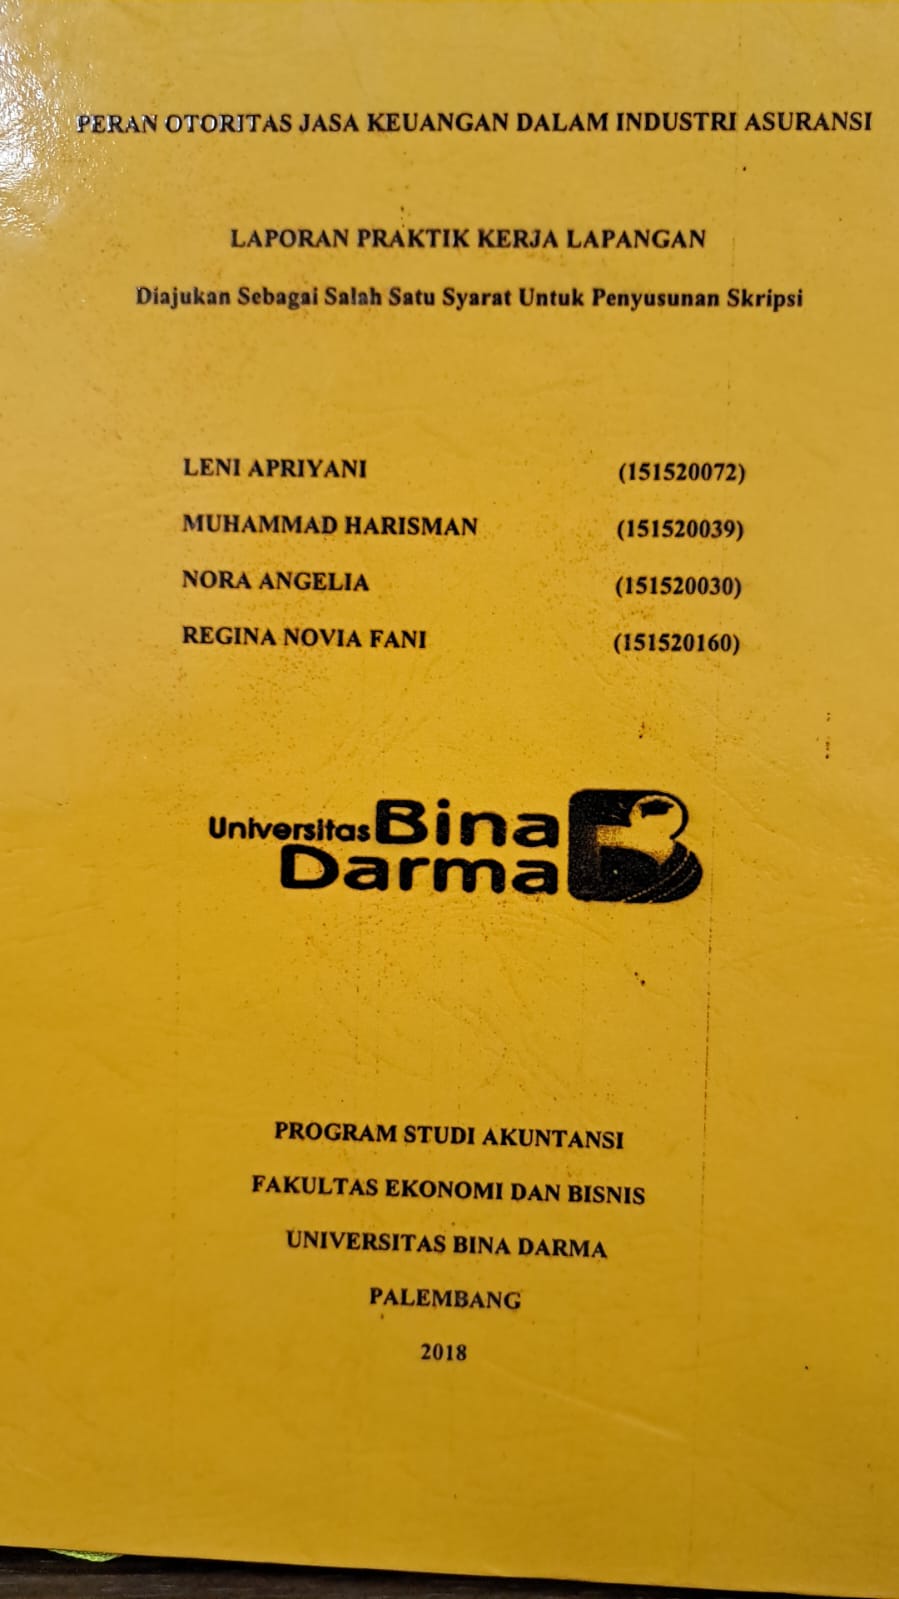 PERAN OTORITAS JASA KEUANGAN DALAM INDUSTRI ASURANSI
LAPORAN PRAKTIK KERJA LAPANGAN
Diajukan Sebagai Salah Satu Syarat Untuk Penyusunan Skripsi
LENI APRIYANI (151520072)
MUHAMMAD HARISMAN (151520039)
NORA ANGELIA (151520030)
REGINA NOVIA FANI (151520160)
Universitas Bina
Darma
PROGRAM STUDI AKUNTANSI
FAKULTAS EKONOMI DAN BISNIS
UNIVERSITAS BINA DARMA
PALEMBANG
2018